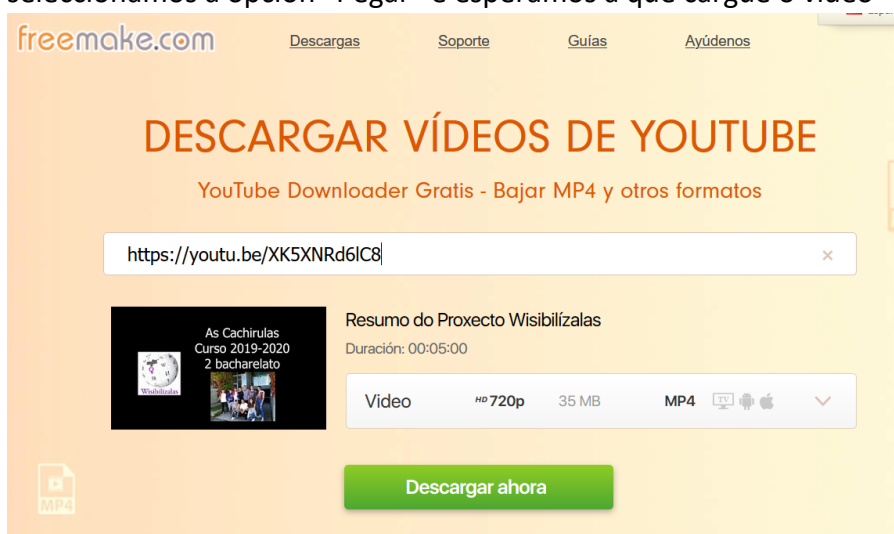 seleccionamos a opción "Pegar" e esperamos a que cargue o vídeo
freemake.com
Descargas Soporte Guías Ayúdenos
DESCARGAR VÍDEOS DE YOUTUBE
YouTube Downloader Gratis - Bajar MP4 y otros formatos
https://youtu.be/XK5XNRd6lC8
As Cachirulas
Curso 2019-2020
2 bacharelato
Wisibilízalas
Resumo do Proxecto Wisibilízalas
Duración: 00:05:00
Video HD 720p 35 MB MP4 TV
Descargar ahora
MP4